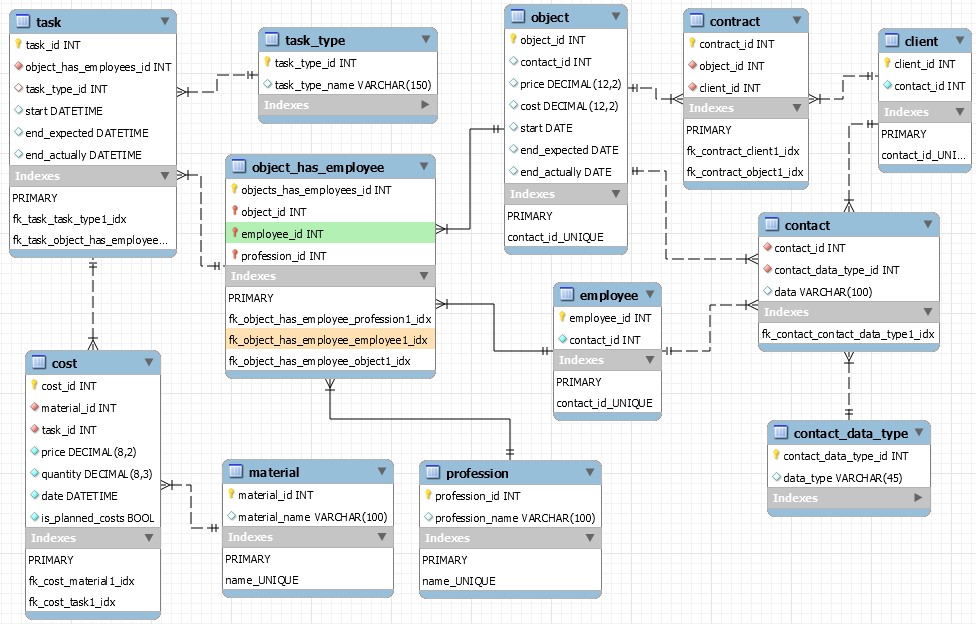 task
task_id INT
object_has_employees_id INT
task_type_id INT
start DATETIME
end_expected DATETIME
end_actually DATETIME
Indexes
PRIMARY
fk_task_task_type1_idx
fk_task_object_has_employee...
task_type
task_type_id INT
task_type_name VARCHAR(150)
Indexes
object
object_id INT
contact_id INT
price DECIMAL(12,2)
cost DECIMAL(12,2)
start DATE
end_expected DATE
end_actually DATE
Indexes
PRIMARY
contact_id_UNIQUE
contract
contract_id INT
object_id INT
client_id INT
Indexes
PRIMARY
fk_contract_client1_idx
fk_contract_object1_idx
client
client_id INT
contact_id INT
Indexes
PRIMARY
contact_id_UNI...
object_has_employee
objects_has_employees_id INT
object_id INT
employee_id INT
profession_id INT
Indexes
PRIMARY
fk_object_has_employee_profession1_idx
fk_object_has_employee_employee1_idx
fk_object_has_employee_object1_idx
contact
contact_id INT
contact_data_type_id INT
data VARCHAR(100)
Indexes
fk_contact_contact_data_type1_idx
employee
employee_id INT
contact_id INT
Indexes
PRIMARY
contact_id_UNIQUE
cost
cost_id INT
material_id INT
task_id INT
price DECIMAL(8,2)
quantity DECIMAL(8,3)
date DATETIME
is_planned_costs BOOL
Indexes
PRIMARY
fk_cost_material1_idx
fk_cost_task1_idx
material
material_id INT
material_name VARCHAR(100)
Indexes
PRIMARY
name_UNIQUE
profession
profession_id INT
profession_name VARCHAR(100)
Indexes
PRIMARY
name_UNIQUE
contact_data_type
contact_data_type_id INT
data_type VARCHAR(45)
Indexes